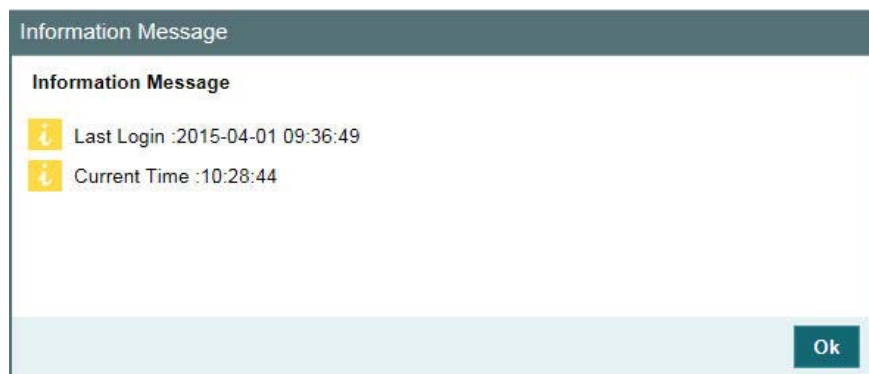 Information Message
Information Message
Last Login :2015-04-01 09:36:49
Current Time :10:28:44
Ok